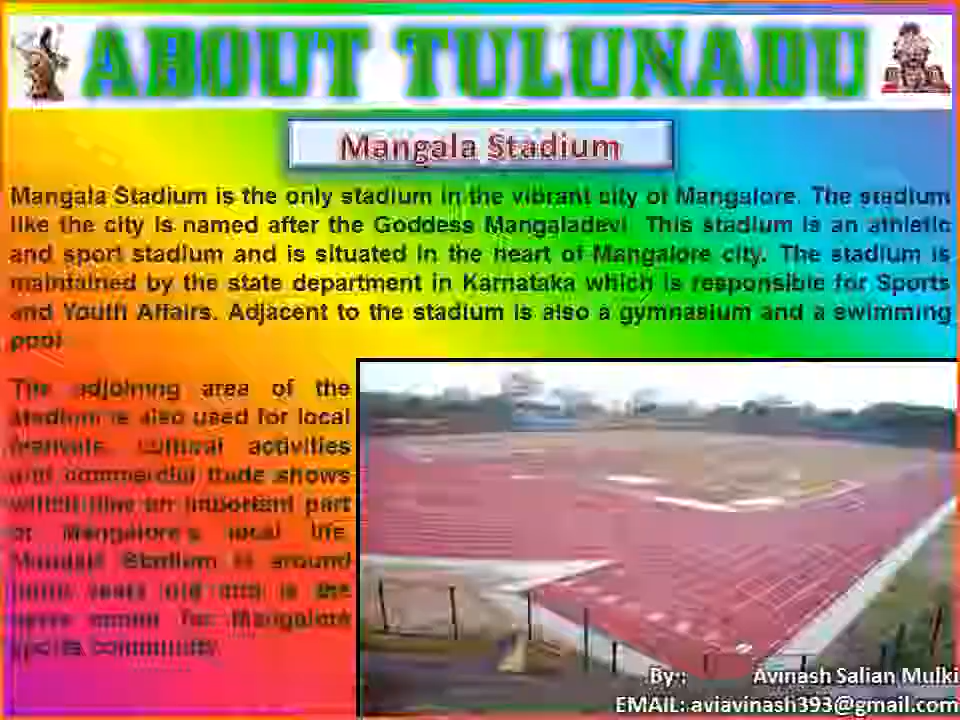 ABOUT TULUNADU
Mangala Stadium
Mangala Stadium is the only stadium in the vibrant city of Mangalore. The stadium
like the city is named after the Goddess Mangaladevi. This stadium is an athletic
and sport stadium and is situated in the heart of Mangalore city. The stadium is
maintained by the state department in Karnataka which is responsible for Sports
and Youth Affairs. Adjacent to the stadium is also a gymnasium and a swimming
pool
The adjoining area of the
stadium is also used for local
festivals, cultural activities
and commercial trade shows
which play an important part
of Mangalore's local life.
Mangala Stadium is around
years old and is the
nerve for Mangalore
sports community.
By : Avinash Salian Mulki
EMAIL: aviavinash393@gmail.com